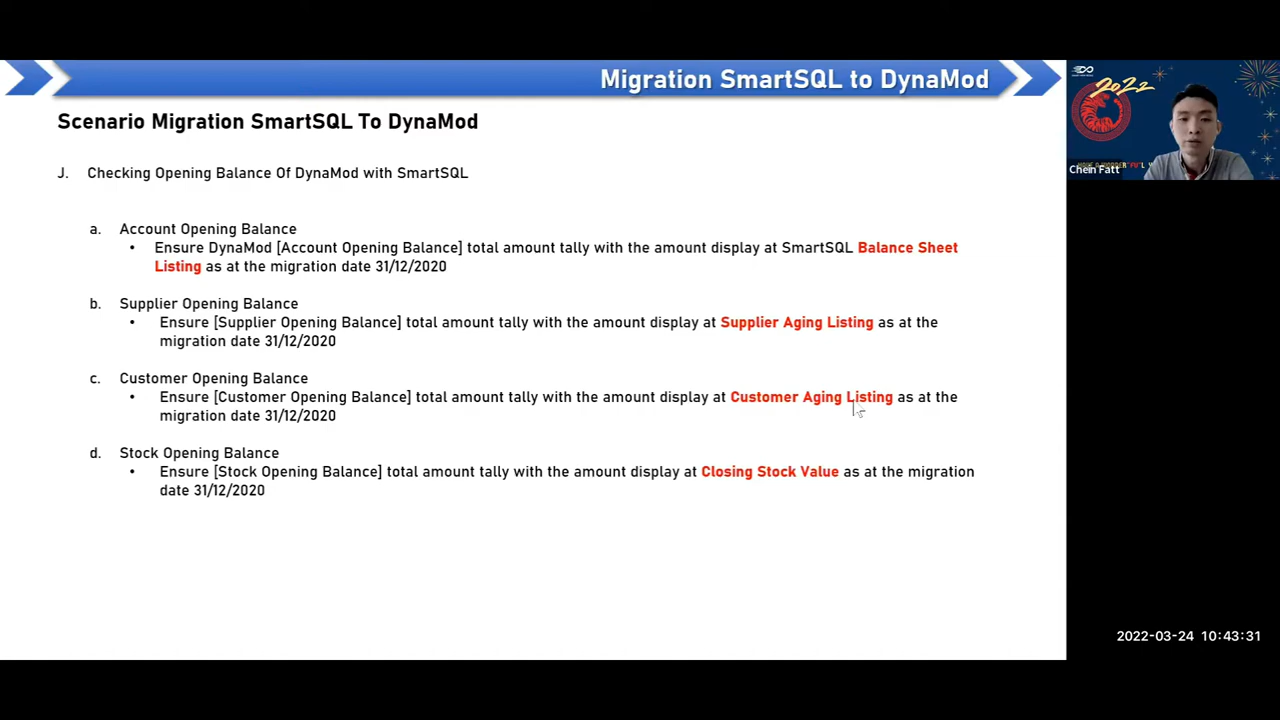 Migration SmartSQL to DynaMod
Scenario Migration SmartSQL To DynaMod
J. Checking Opening Balance Of DynaMod with SmartSQL
a. Account Opening Balance
• Ensure DynaMod [Account Opening Balance] total amount tally with the amount display at SmartSQL Balance Sheet
Listing as at the migration date 31/12/2020
b. Supplier Opening Balance
• Ensure [Supplier Opening Balance] total amount tally with the amount display at Supplier Aging Listing as at the
migration date 31/12/2020
c. Customer Opening Balance
• Ensure [Customer Opening Balance] total amount tally with the amount display at Customer Aging Listing as at the
migration date 31/12/2020
d. Stock Opening Balance
• Ensure [Stock Opening Balance] total amount tally with the amount display at Closing Stock Value as at the migration
date 31/12/2020
2022
Chein Fatt
2022-03-24 10:43:31